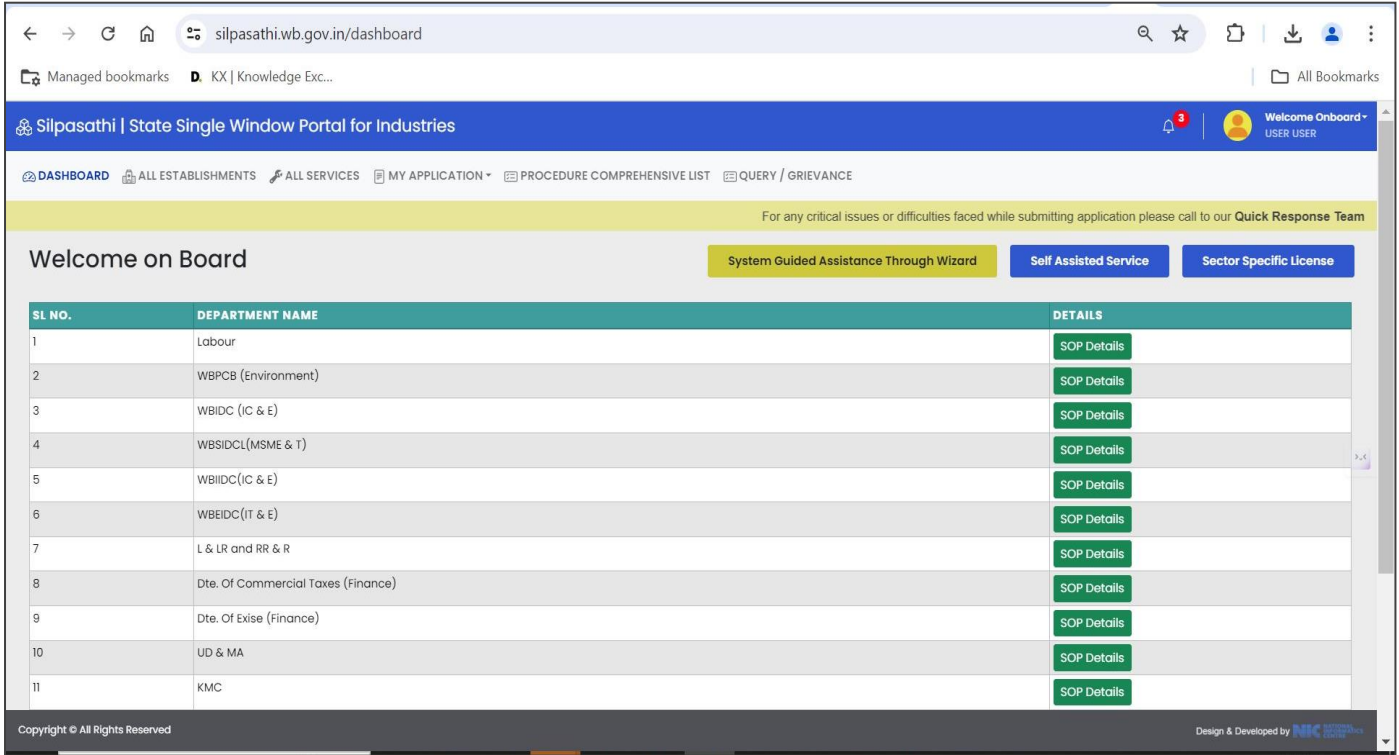 silpasathi.wb.gov.in/dashboard
Managed bookmarks D. KX | Knowledge Exc... All Bookmarks
Silpasathi | State Single Window Portal for Industries 3 Welcome Onboard
USER USER
DASHBOARD ALL ESTABLISHMENTS ALL SERVICES MY APPLICATION PROCEDURE COMPREHENSIVE LIST QUERY / GRIEVANCE
For any critical issues or difficulties faced while submitting application please call to our Quick Response Team
Welcome on Board System Guided Assistance Through Wizard Self Assisted Service Sector Specific License
SL NO. DEPARTMENT NAME DETAILS
1 Labour SOP Details
2 WBPCB (Environment) SOP Details
3 WBIDC (IC & E) SOP Details
4 WBSIDCL(MSME & T) SOP Details
5 WBIIDC(IC & E) SOP Details
6 WBEIDC(IT & E) SOP Details
7 L & LR and RR & R SOP Details
8 Dte. Of Commercial Taxes (Finance) SOP Details
9 Dte. Of Exise (Finance) SOP Details
10 UD & MA SOP Details
11 KMC SOP Details
Copyright © All Rights Reserved Design & Developed by NIC NATIONAL INFORMATICS CENTER